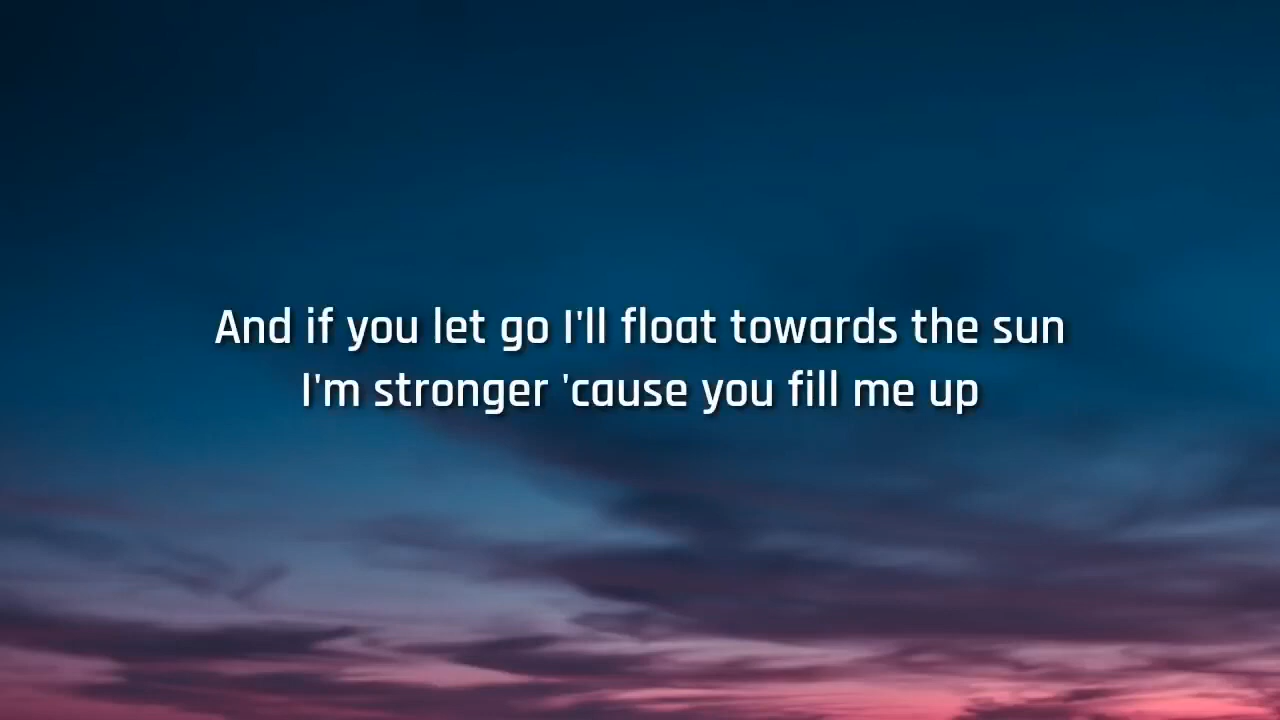 And if you let go I'll float towards the sun
I'm stronger 'cause you fill me up